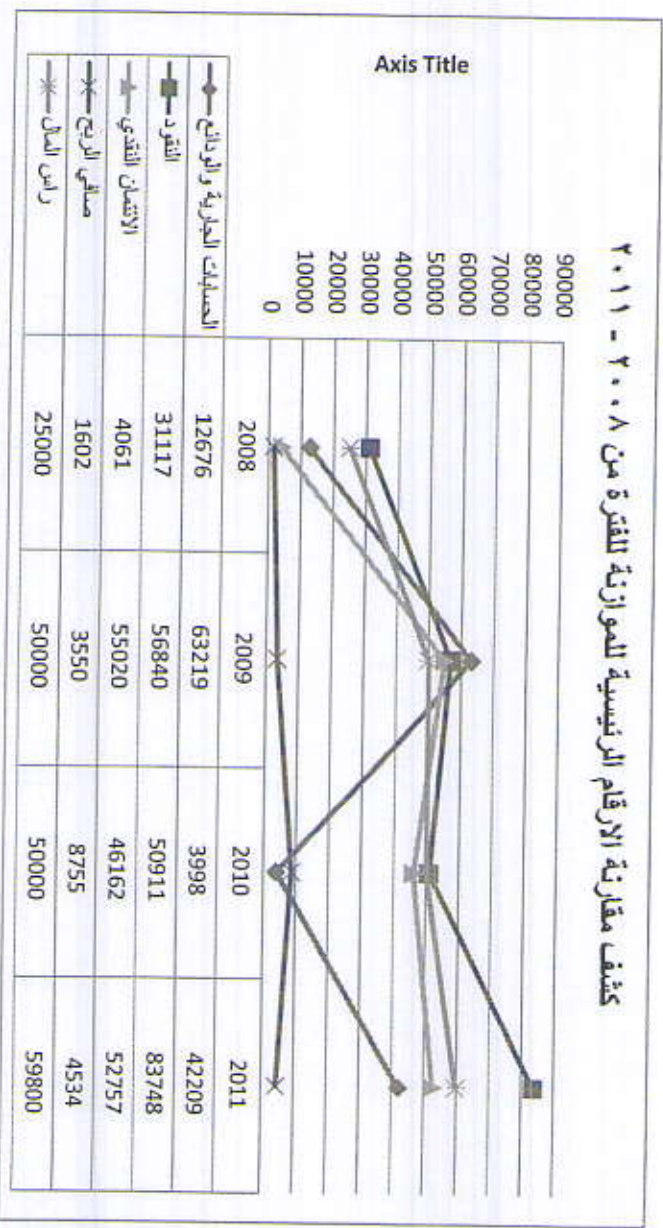 كشف مقارنة الارقام الرئيسية للموازنة للفترة من ٢٠٠٨ - ٢٠١١
Axis Title
90000
80000
70000
60000
50000
40000
30000
20000
10000
0
2008 2009 2010 2011
الحسابات الجارية والودائع 12676 63219 3998 42209
النقود 31117 56840 50911 83748
الائتمان النقدي 4061 55020 46162 52757
صافي الربح 1602 3550 8755 4534
راس المال 25000 50000 50000 59800